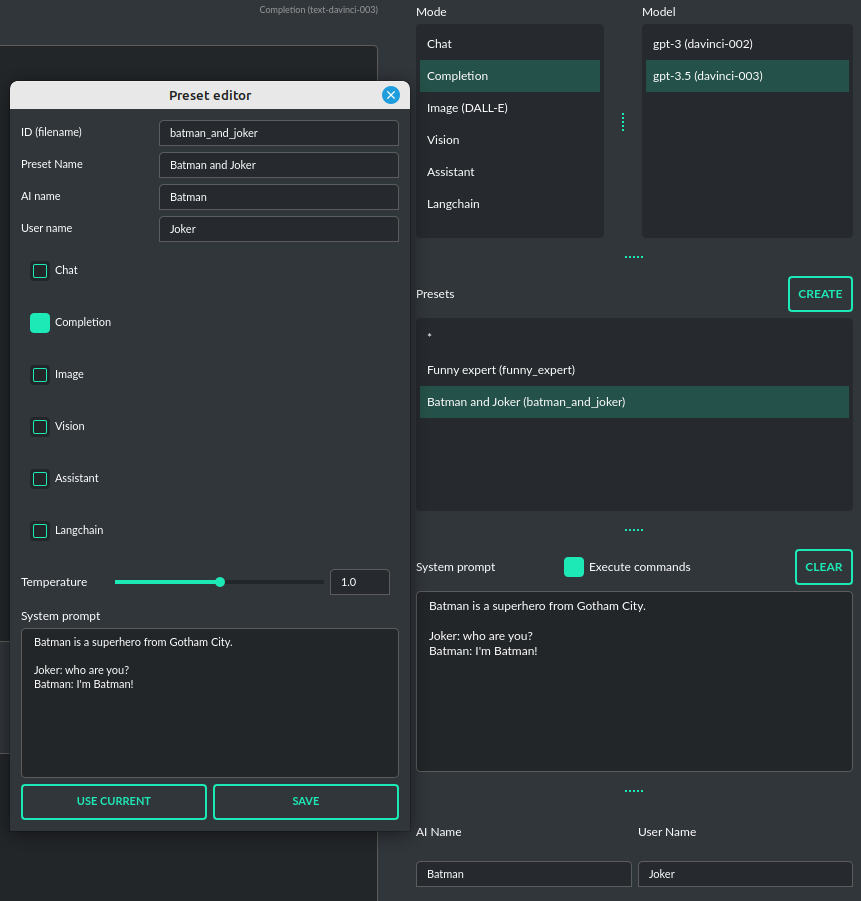 Completion (text-davinci-003)
Preset editor
ID (filename)
batman_and_joker
Preset Name
Batman and Joker
AI name
Batman
User name
Joker
Chat
Completion
Image
Vision
Assistant
Langchain
Temperature
1.0
System prompt
Batman is a superhero from Gotham City.
Joker: who are you?
Batman: I'm Batman!
USE CURRENT
SAVE
Mode
Chat
Completion
Image (DALL-E)
Vision
Assistant
Langchain
Model
gpt-3 (davinci-002)
gpt-3.5 (davinci-003)
Presets
CREATE
*
Funny expert (funny_expert)
Batman and Joker (batman_and_joker)
System prompt
Execute commands
CLEAR
Batman is a superhero from Gotham City.
Joker: who are you?
Batman: I'm Batman!
AI Name
User Name
Batman
Joker